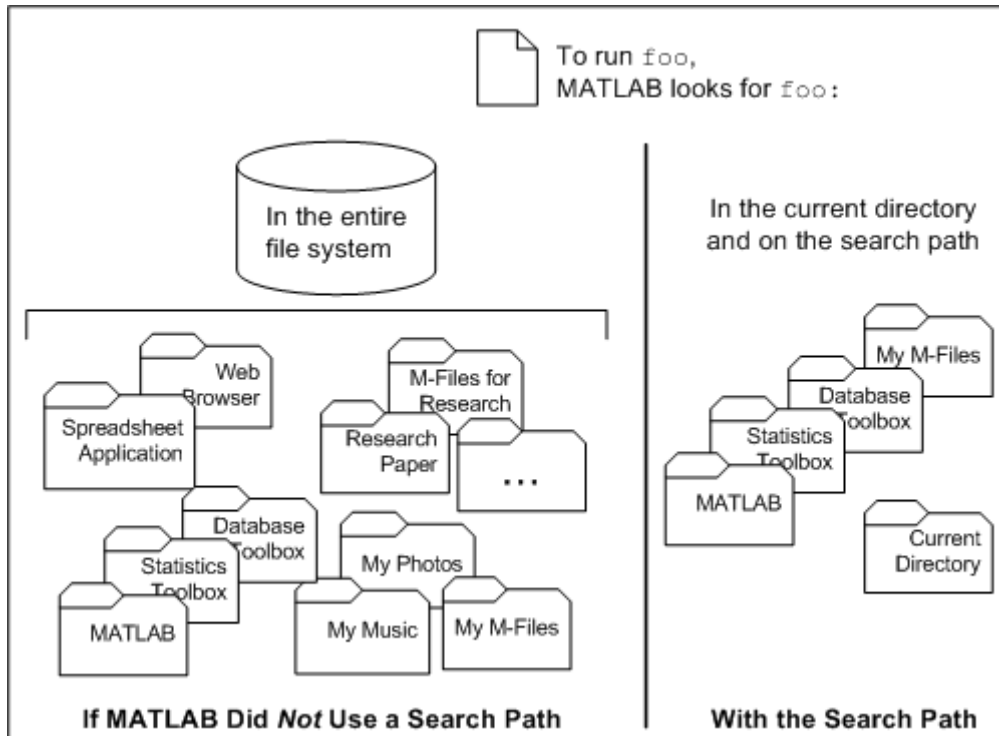 To run foo,
MATLAB looks for foo:
In the entire
file system
Web
Browser
Spreadsheet
Application
M-Files for
Research
Research
Paper
...
Database
Toolbox
Statistics
Toolbox
MATLAB
My Photos
My Music
My M-Files
If MATLAB Did Not Use a Search Path
In the current directory
and on the search path
My M-Files
Database
Toolbox
Statistics
Toolbox
MATLAB
Current
Directory
With the Search Path